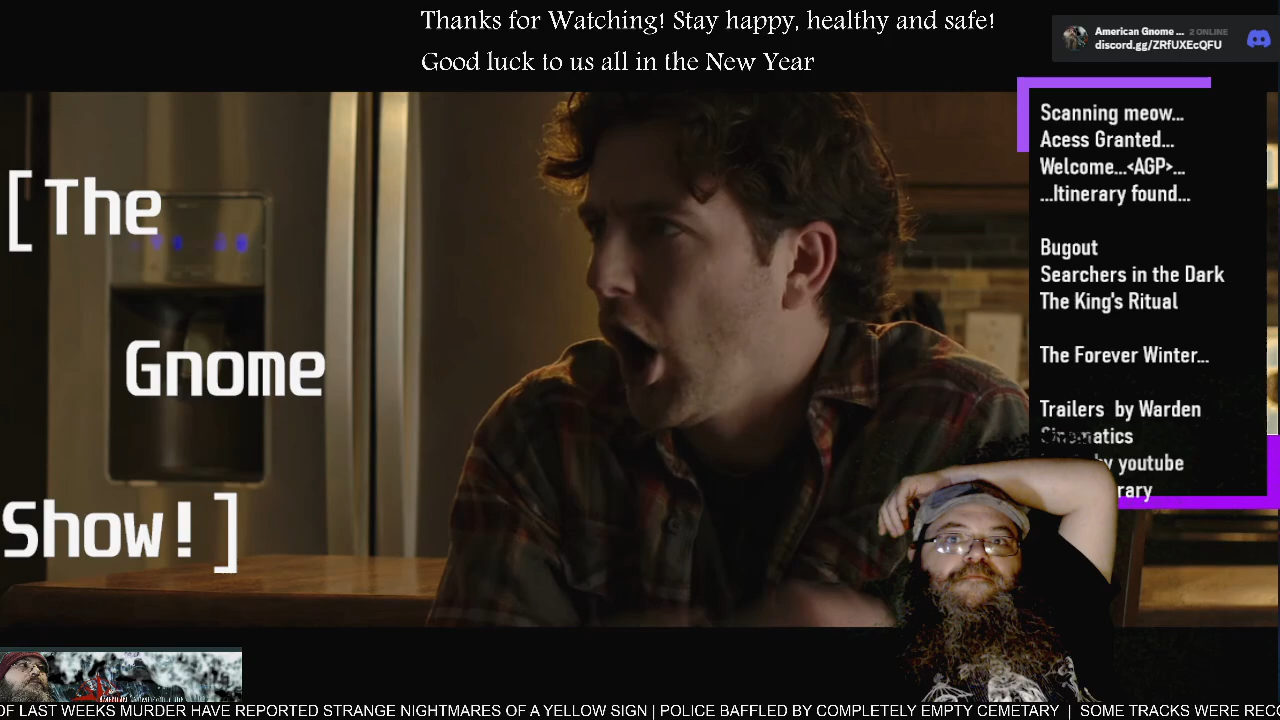 Thanks for Watching! Stay happy, healthy and safe!
Good luck to us all in the New Year
American Gnome ... 2 ONLINE
discord.gg/ZRfUXEcQFU
[ The
Gnome
Show! ]
Scanning meow...
Acess Granted...
Welcome...<AGP>...
...Itinerary found...
Bugout
Searchers in the Dark
The King's Ritual
The Forever Winter...
Trailers by Warden
Cinematics
by youtube
OF LAST WEEKS MURDER HAVE REPORTED STRANGE NIGHTMARES OF A YELLOW SIGN | POLICE BAFFLED BY COMPLETELY EMPTY CEMETARY | SOME TRACKS WERE RECO